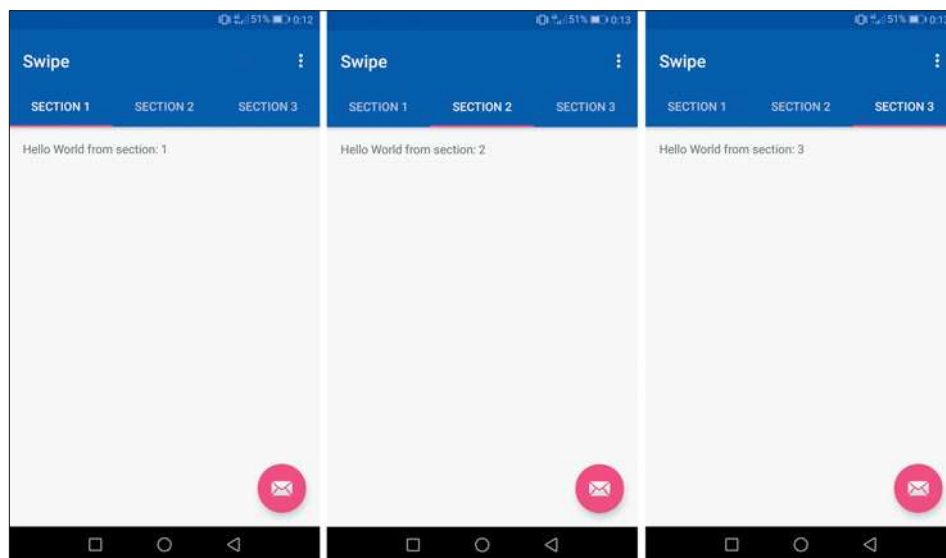 51% 0:12
Swipe
SECTION 1 SECTION 2 SECTION 3
Hello World from section: 1
51% 0:13
Swipe
SECTION 1 SECTION 2 SECTION 3
Hello World from section: 2
51%
Swipe
SECTION 1 SECTION 2 SECTION 3
Hello World from section: 3